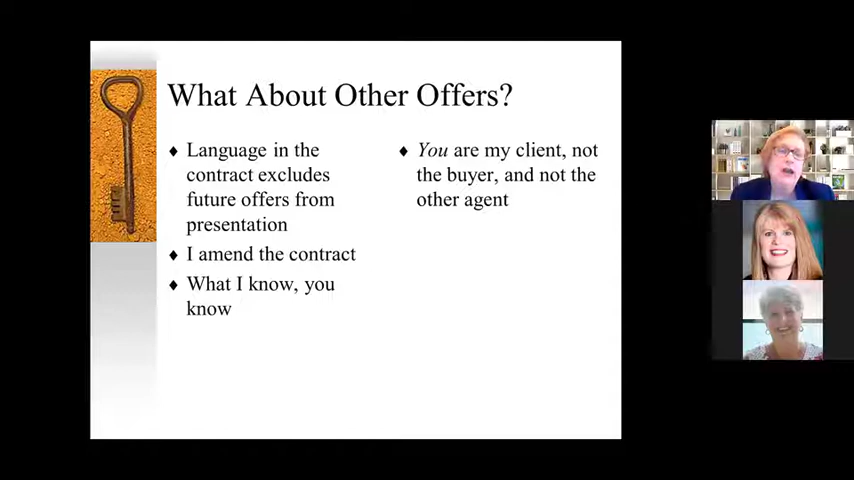 What About Other Offers?
♦ Language in the
contract excludes
future offers from
presentation
♦ I amend the contract
♦ What I know, you
know
♦ You are my client, not
the buyer, and not the
other agent